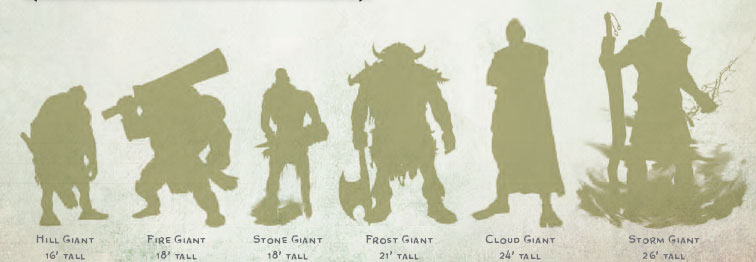 Hill Giant
16' tall
Fire Giant
18' tall
Stone Giant
18' tall
Frost Giant
21' tall
Cloud Giant
24' tall
Storm Giant
26' tall